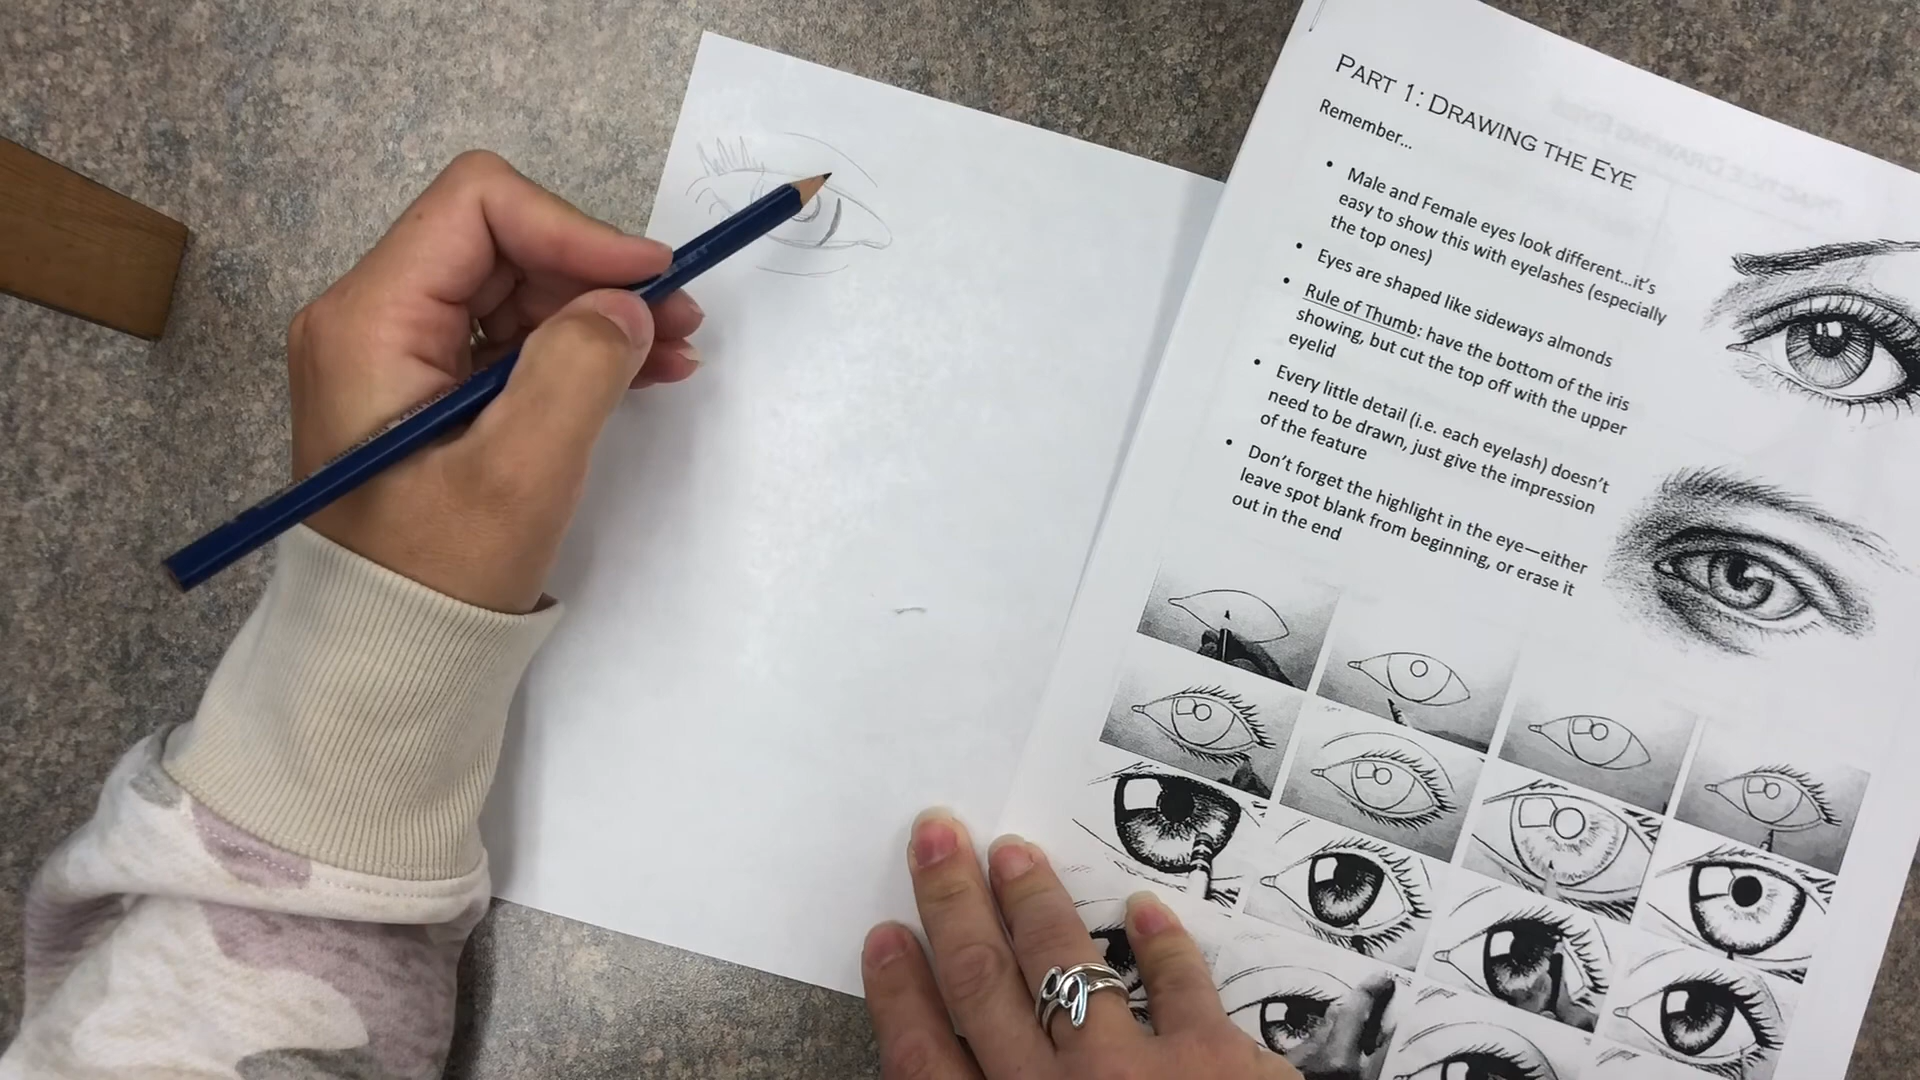 PART 1: DRAWING THE EYE
Remember...
• Male and Female eyes look different...it's
easy to show this with eyelashes (especially
the top ones)
• Eyes are shaped like sideways almonds
• Rule of Thumb: have the bottom of the iris
showing, but cut the top off with the upper
eyelid
• Every little detail (i.e. each eyelash) doesn't
need to be drawn, just give the impression
of the feature
• Don't forget the highlight in the eye—either
leave spot blank from beginning, or erase it
out in the end